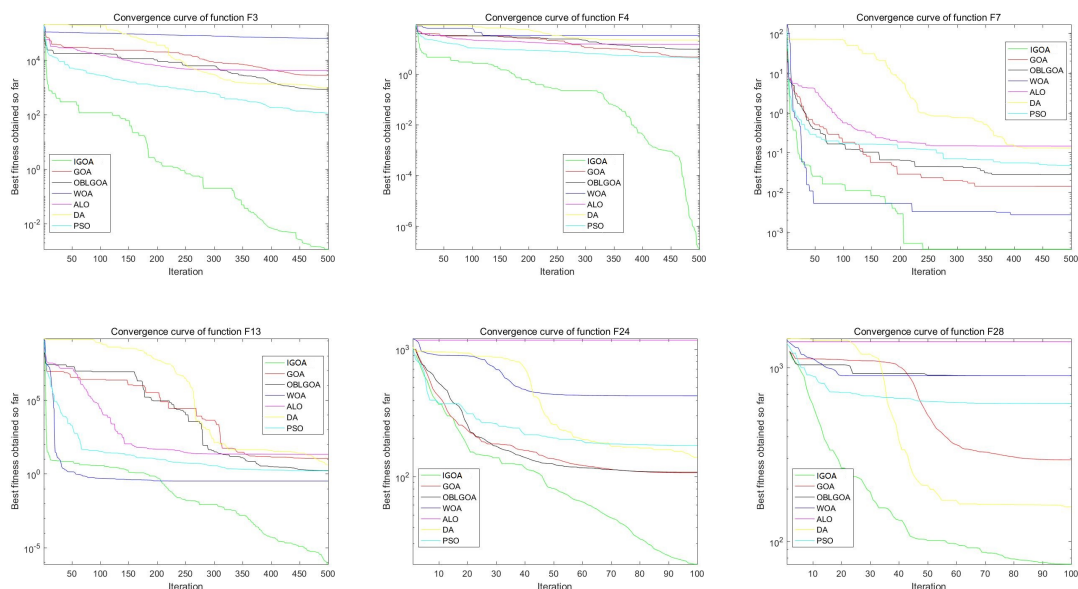 Convergence curve of function F3
Best fitness obtained so far
10^4
10^2
10^0
10^-2
IGOA
GOA
OBLGOA
WOA
ALO
DA
PSO
50 100 150 200 250 300 350 400 450 500
Iteration
Convergence curve of function F4
Best fitness obtained so far
10^0
10^-2
10^-4
10^-6
IGOA
GOA
OBLGOA
WOA
ALO
DA
PSO
50 100 150 200 250 300 350 400 450 500
Iteration
Convergence curve of function F7
Best fitness obtained so far
10^2
10^1
10^0
10^-1
10^-2
10^-3
IGOA
GOA
OBLGOA
WOA
ALO
DA
PSO
50 100 150 200 250 300 350 400 450 500
Iteration
Convergence curve of function F13
Best fitness obtained so far
10^5
10^0
10^-5
IGOA
GOA
OBLGOA
WOA
ALO
DA
PSO
50 100 150 200 250 300 350 400 450 500
Iteration
Convergence curve of function F24
Best fitness obtained so far
10^3
10^2
IGOA
GOA
OBLGOA
WOA
ALO
DA
PSO
10 20 30 40 50 60 70 80 90 100
Iteration
Convergence curve of function F28
Best fitness obtained so far
10^3
10^2
IGOA
GOA
OBLGOA
WOA
ALO
DA
PSO
10 20 30 40 50 60 70 80 90 100
Iteration